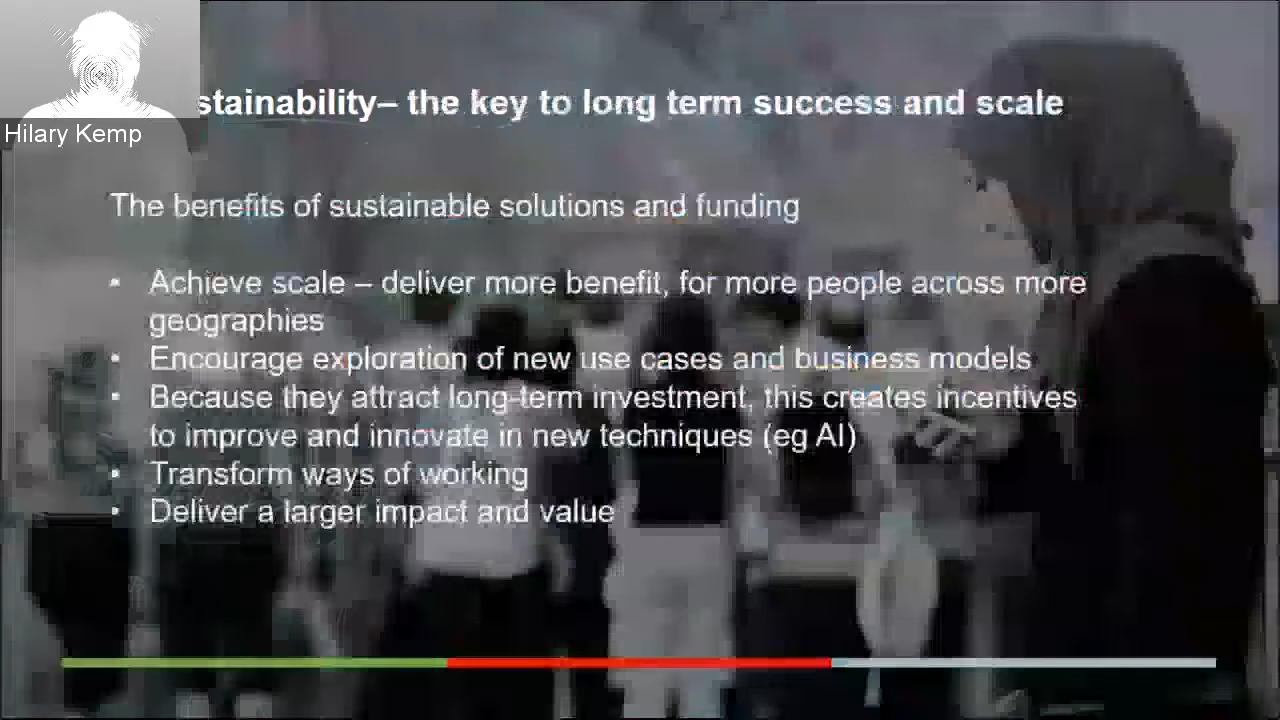 stainability– the key to long term success and scale
Hilary Kemp
The benefits of sustainable solutions and funding
• Achieve scale – deliver more benefit, for more people across more
geographies
• Encourage exploration of new use cases and business models
• Because they attract long-term investment, this creates incentives
to improve and innovate in new techniques (eg AI)
• Transform ways of working
• Deliver a larger impact and value